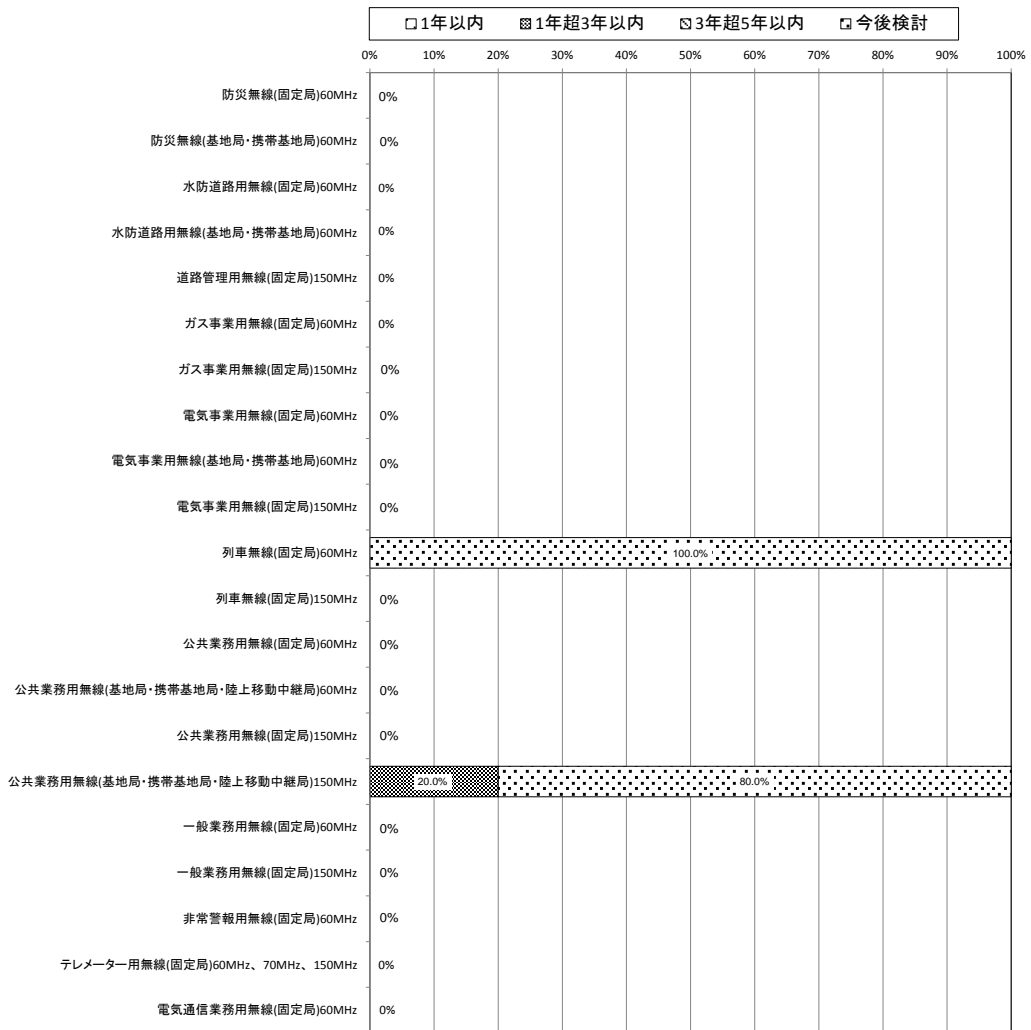 1年以内 1年超3年以内 3年超5年以内 今後検討
0% 10% 20% 30% 40% 50% 60% 70% 80% 90% 100%
防災無線(固定局)60MHz 0%
防災無線(基地局・携帯基地局)60MHz 0%
水防道路用無線(固定局)60MHz 0%
水防道路用無線(基地局・携帯基地局)60MHz 0%
道路管理用無線(固定局)150MHz 0%
ガス事業用無線(固定局)60MHz 0%
ガス事業用無線(固定局)150MHz 0%
電気事業用無線(固定局)60MHz 0%
電気事業用無線(基地局・携帯基地局)60MHz 0%
電気事業用無線(固定局)150MHz 0%
列車無線(固定局)60MHz 100.0%
列車無線(固定局)150MHz 0%
公共業務用無線(固定局)60MHz 0%
公共業務用無線(基地局・携帯基地局・陸上移動中継局)60MHz 0%
公共業務用無線(固定局)150MHz 0%
公共業務用無線(基地局・携帯基地局・陸上移動中継局)150MHz 20.0% 80.0%
一般業務用無線(固定局)60MHz 0%
一般業務用無線(固定局)150MHz 0%
非常警報用無線(固定局)60MHz 0%
テレメーター用無線(固定局)60MHz、70MHz、150MHz 0%
電気通信業務用無線(固定局)60MHz 0%